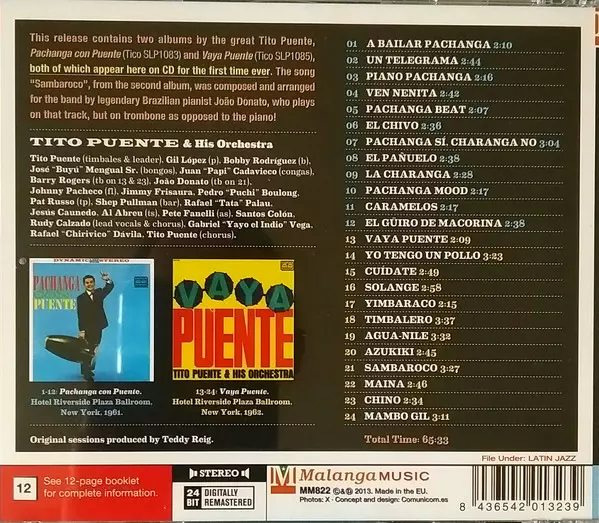 This release contains two albums by the great Tito Puente,
Pachanga con Puente (Tico SLP1083) and Vaya Puente (Tico SLP1085),
both of which appear here on CD for the first time ever. The song
"Sambaroco", from the second album, was composed and arranged
for the band by legendary Brazilian pianist João Donato, who plays
on that track, but on trombone as opposed to the piano!
TITO PUENTE & His Orchestra
Tito Puente (timbales & leader). Gil López (p). Bobby Rodríguez (b).
José "Buyú" Mengual Sr. (bongos). Juan "Papi" Cadavieco (congas).
Barry Rogers (tb on 13 & 23). João Donato (tb on 21).
Johnny Pacheco (fl). Jimmy Frisaura. Pedro "Puchi" Boulong.
Pat Russo (tp). Shep Pullman (bar). Rafael "Tata" Palau.
Jesús Caunedo. Al Abreu (ts). Pete Fanelli (as). Santos Colón.
Rudy Calzado (lead vocals & chorus). Gabriel "Yayo el Indio" Vega.
Rafael "Chirivico" Dávila. Tito Puente (chorus).
DYNAMIC STEREO
PACHANGA
CON
PUENTE
VAYA
PUENTE
TITO PUENTE & HIS ORCHESTRA
1-12: Pachanga con Puente.
Hotel Riverside Plaza Ballroom.
New York, 1961.
13-24: Vaya Puente.
Hotel Riverside Plaza Ballroom.
New York, 1962.
Original sessions produced by Teddy Reig.
01 A BAILAR PACHANGA 2:10
02 UN TELEGRAMA 2:44
03 PIANO PACHANGA 2:16
04 VEN NENITA 2:42
05 PACHANGA BEAT 2:07
06 EL CHIVO 2:36
07 PACHANGA SÍ, CHARANGA NO 3:04
08 EL PAÑUELO 2:38
09 LA CHARANGA 2:28
10 PACHANGA MOOD 2:17
11 CARAMELOS 2:17
12 EL GÜIRO DE MACORINA 2:38
13 VAYA PUENTE 2:09
14 YO TENGO UN POLLO 3:23
15 CUÍDATE 2:49
16 SOLANGE 2:58
17 YIMBARACO 2:15
18 TIMBALERO 3:37
19 AGUA-NILE 3:32
20 AZUKIKI 2:45
21 SAMBAROCO 3:27
22 MAINA 2:46
23 CHINO 2:34
24 MAMBO GIL 3:11
Total Time: 65:33
File Under: LATIN JAZZ
12
See 12-page booklet
for complete information.
STEREO
24 BIT
DIGITALLY
REMASTERED
M Malanga MUSIC
MM822 ℗&© 2013. Made in the EU.
Photos: X - Concept and design: Comunicom.es
8 436542 013239